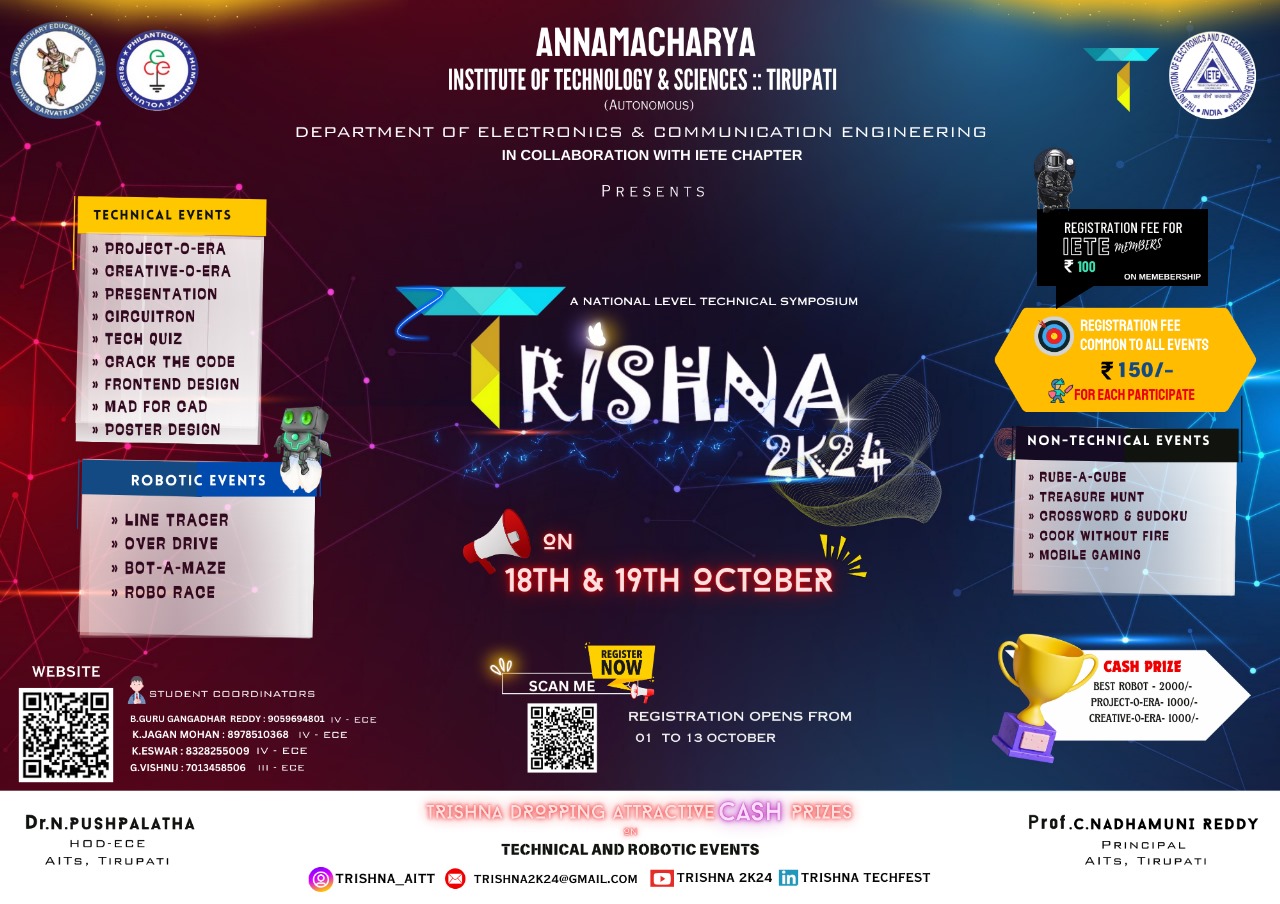 ANNAMACHARYA
INSTITUTE OF TECHNOLOGY & SCIENCES :: TIRUPATI
(AUTONOMOUS)
DEPARTMENT OF ELECTRONICS & COMMUNICATION ENGINEERING
IN COLLABORATION WITH IETE CHAPTER
PRESENTS
ANNAMACHARY EDUCATIONAL TRUST
VIDWAN SARVATRA PUJYATHE
PHILANTROPHY HUMANITY VOLUNTEERISM
ece
THE INSTITUTION OF ELECTRONICS AND TELECOMMUNICATION ENGINEERS
IETE
INDIA
TECHNICAL EVENTS
» PROJECT-O-ERA
» CREATIVE-O-ERA
» PRESENTATION
» CIRCUITRON
» TECH QUIZ
» CRACK THE CODE
» FRONTEND DESIGN
» MAD FOR CAD
» POSTER DESIGN
ROBOTIC EVENTS
» LINE TRACER
» OVER DRIVE
» BOT-A-MAZE
» ROBO RACE
A NATIONAL LEVEL TECHNICAL SYMPOSIUM
TRISHNA
2K24
ON
18TH & 19TH OCTOBER
REGISTRATION FEE FOR
IETE MEMBERS
₹ 100
ON MEMEBERSHIP
REGISTRATION FEE
COMMON TO ALL EVENTS
₹ 150/-
FOR EACH PARTICIPATE
NON-TECHNICAL EVENTS
» RUBE-A-CUBE
» TREASURE HUNT
» CROSSWORD & SUDOKU
» COOK WITHOUT FIRE
» MOBILE GAMING
CASH PRIZE
BEST ROBOT - 2000/-
PROJECT-O-ERA- 1000/-
CREATIVE-O-ERA- 1000/-
WEBSITE
STUDENT COORDINATORS
B.GURU GANGADHAR REDDY : 9059694801 IV - ECE
K.JAGAN MOHAN : 8978510368 IV - ECE
K.ESWAR : 8328255009 IV - ECE
G.VISHNU : 7013458506 III - ECE
REGISTER
NOW
SCAN ME
REGISTRATION OPENS FROM
01 TO 13 OCTOBER
Dr.N.PUSHPALATHA
HOD-ECE
AITS, TIRUPATI
TRISHNA DROPPING ATTRACTIVE CASH PRIZES
ON
TECHNICAL AND ROBOTIC EVENTS
TRISHNA_AITT TRISHNA2K24@GMAIL.COM TRISHNA 2K24 TRISHNA TECHFEST
Prof.C.NADHAMUNI REDDY
PRINCIPAL
AITS, TIRUPATI